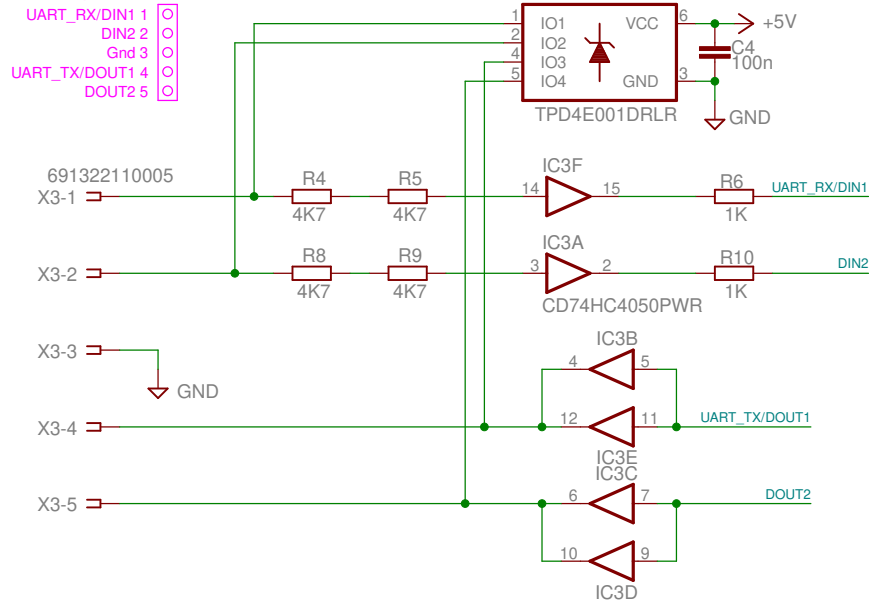 UART_RX/DIN1 1
DIN2 2
Gnd 3
UART_TX/DOUT1 4
DOUT2 5
1 IO1 VCC 6 +5V
2 IO2
4 IO3 C4
100n
5 IO4 GND 3
TPD4E001DRLR GND
691322110005
X3-1 R4 R5 14 IC3F 15 R6 UART_RX/DIN1
4K7 4K7 1K
X3-2 R8 R9 3 IC3A 2 R10 DIN2
4K7 4K7 CD74HC4050PWR 1K
X3-3
GND
IC3B
4 5
X3-4 12 11 UART_TX/DOUT1
IC3E
IC3C
X3-5 6 7 DOUT2
10 9
IC3D